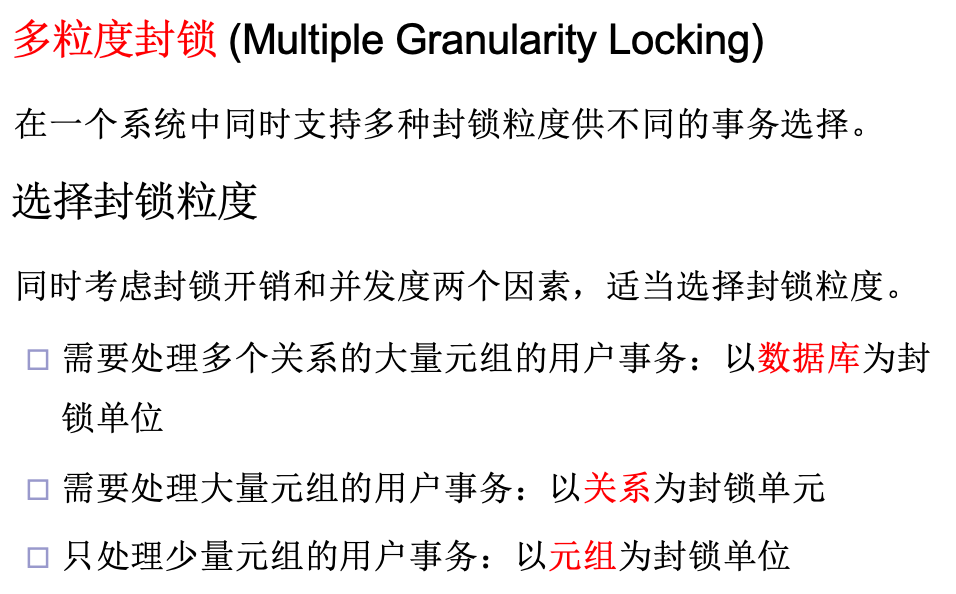 多粒度封锁 (Multiple Granularity Locking)
在一个系统中同时支持多种封锁粒度供不同的事务选择。
选择封锁粒度
同时考虑封锁开销和并发度两个因素，适当选择封锁粒度。
需要处理多个关系的大量元组的用户事务：以数据库为封
锁单位
需要处理大量元组的用户事务：以关系为封锁单元
只处理少量元组的用户事务：以元组为封锁单位